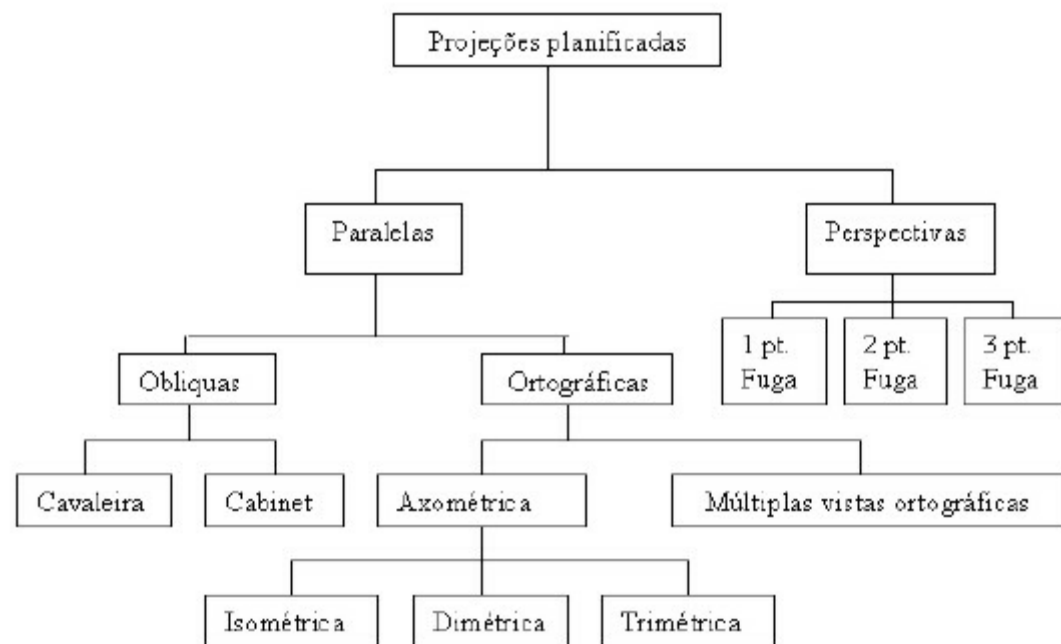 Projeções planificadas
Paralelas
Perspectivas
1 pt.
Fuga
2 pt.
Fuga
3 pt.
Fuga
Obliquas
Ortográficas
Cavaleira
Cabinet
Axométrica
Múltiplas vistas ortográficas
Isométrica
Dimétrica
Trimétrica